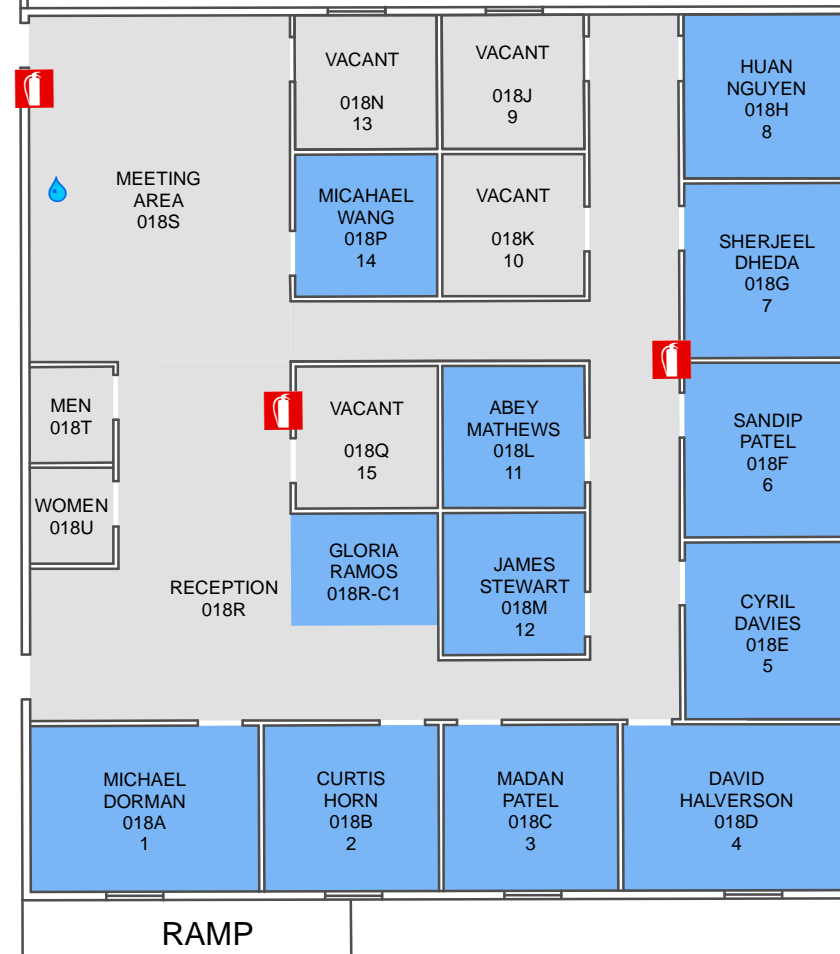 VACANT
018N
13
VACANT
018J
9
HUAN
NGUYEN
018H
8
MEETING
AREA
018S
MICAHAEL
WANG
018P
14
VACANT
018K
10
SHERJEEL
DHEDA
018G
7
MEN
018T
VACANT
018Q
15
ABEY
MATHEWS
018L
11
SANDIP
PATEL
018F
6
WOMEN
018U
RECEPTION
018R
GLORIA
RAMOS
018R-C1
JAMES
STEWART
018M
12
CYRIL
DAVIES
018E
5
MICHAEL
DORMAN
018A
1
CURTIS
HORN
018B
2
MADAN
PATEL
018C
3
DAVID
HALVERSON
018D
4
RAMP